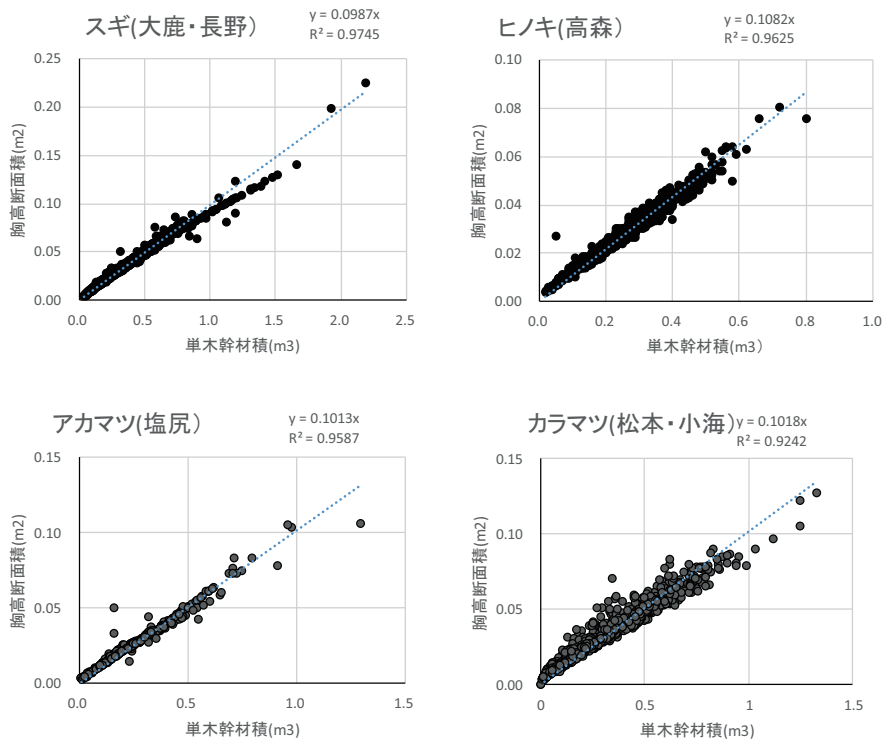 スギ(大鹿・長野)
y = 0.0987x
R² = 0.9745
胸高断面積(m2)
0.25
0.20
0.15
0.10
0.05
0.00
0.0 0.5 1.0 1.5 2.0 2.5
単木幹材積(m3)
ヒノキ(高森)
y = 0.1082x
R² = 0.9625
胸高断面積(m2)
0.10
0.08
0.06
0.04
0.02
0.00
0.0 0.2 0.4 0.6 0.8 1.0
単木幹材積(m3)
アカマツ(塩尻)
y = 0.1013x
R² = 0.9587
胸高断面積(m2)
0.15
0.10
0.05
0.00
0.0 0.5 1.0 1.5
単木幹材積(m3)
カラマツ(松本・小海)
y = 0.1018x
R² = 0.9242
胸高断面積(m2)
0.15
0.10
0.05
0.00
0 0.5 1 1.5
単木幹材積(m3)